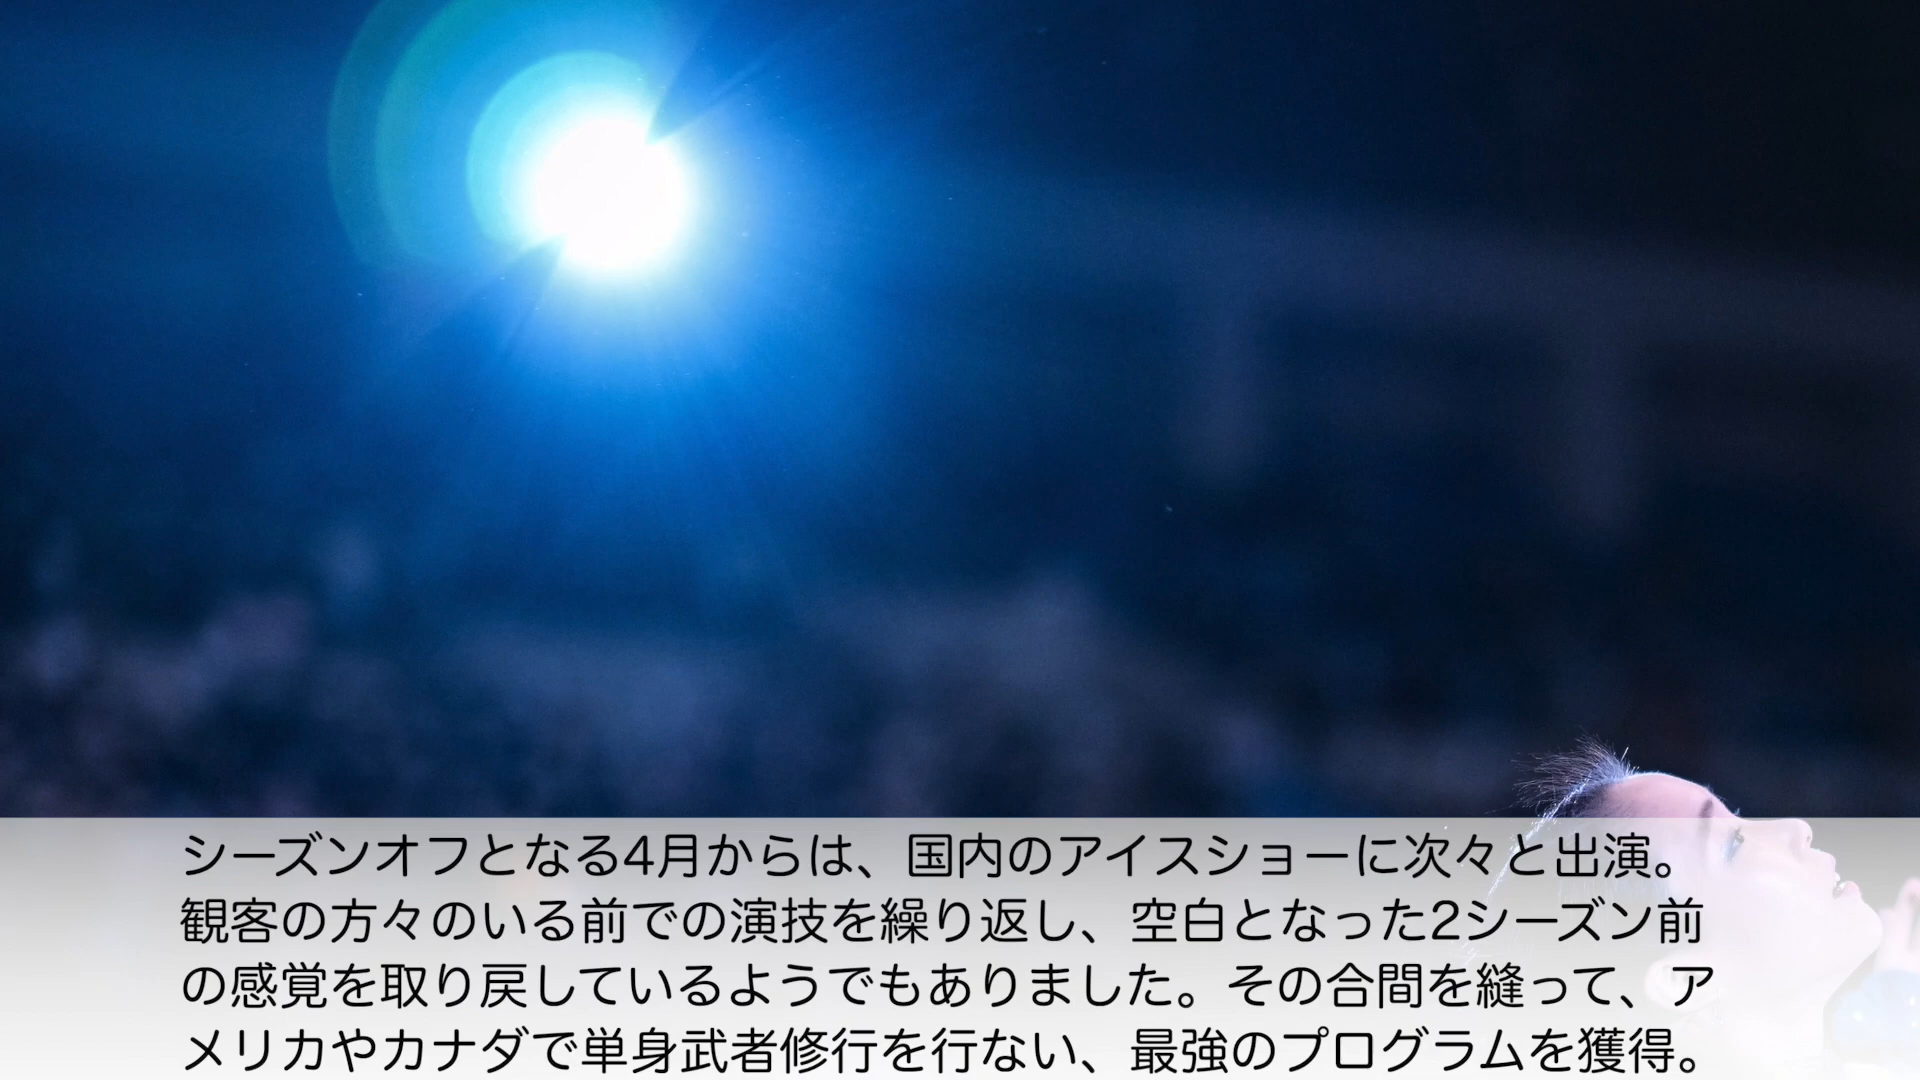 シーズンオフとなる4月からは、国内のアイスショーに次々と出演。
観客の方々のいる前での演技を繰り返し、空白となった2シーズン前
の感覚を取り戻しているようでもありました。その合間を縫って、ア
メリカやカナダで単身武者修行を行ない、最強のプログラムを獲得。